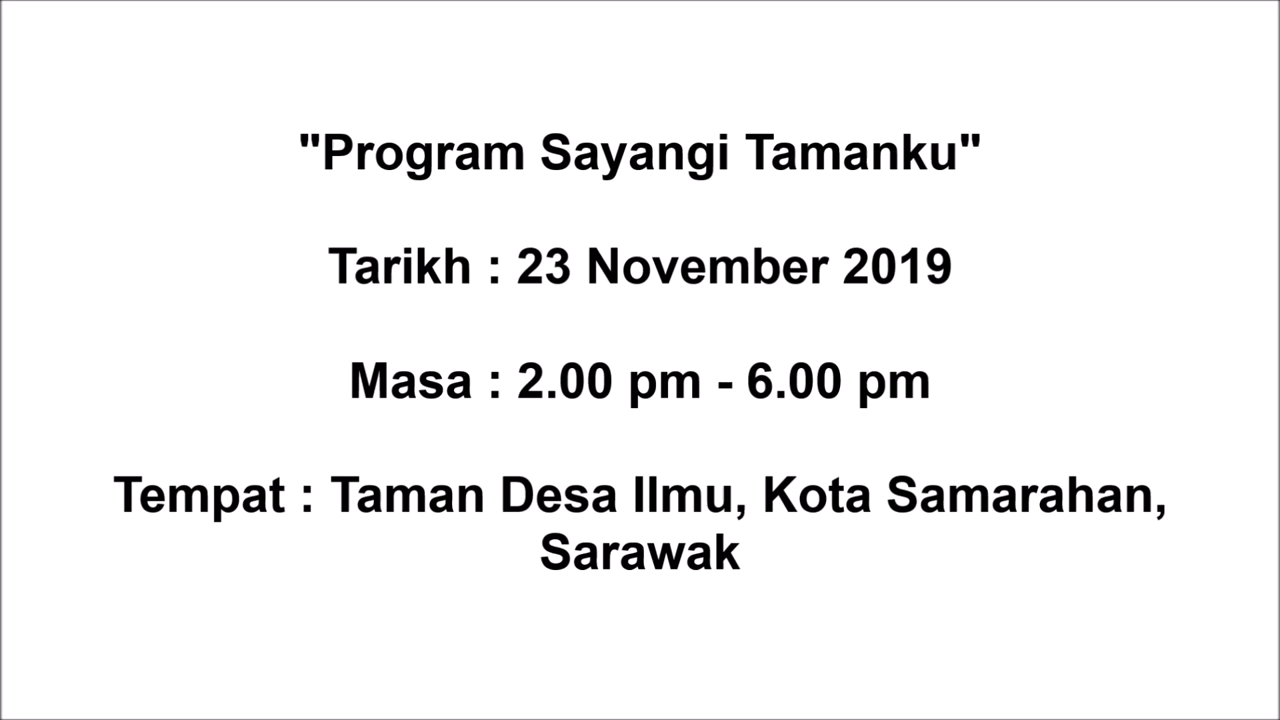 "Program Sayangi Tamanku"
Tarikh : 23 November 2019
Masa : 2.00 pm - 6.00 pm
Tempat : Taman Desa Ilmu, Kota Samarahan,
Sarawak